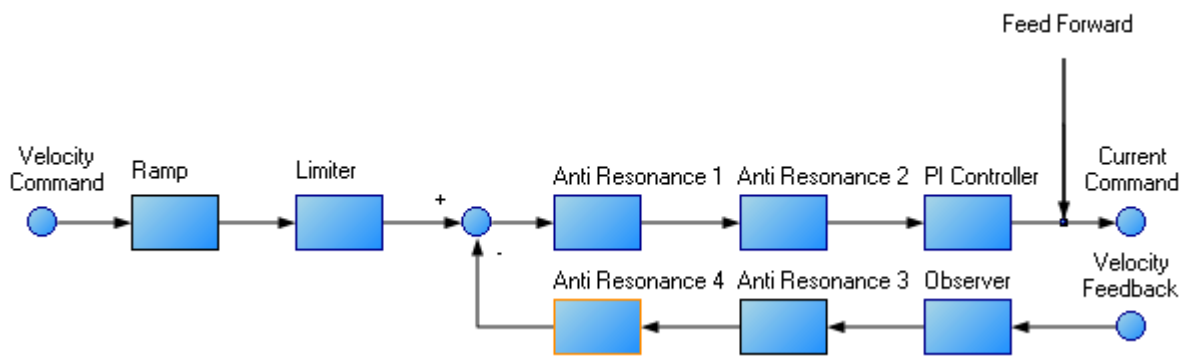 Feed Forward
Velocity
Command
Ramp
Limiter
Anti Resonance 1
Anti Resonance 2
PI Controller
Current
Command
+
-
Anti Resonance 4
Anti Resonance 3
Observer
Velocity
Feedback